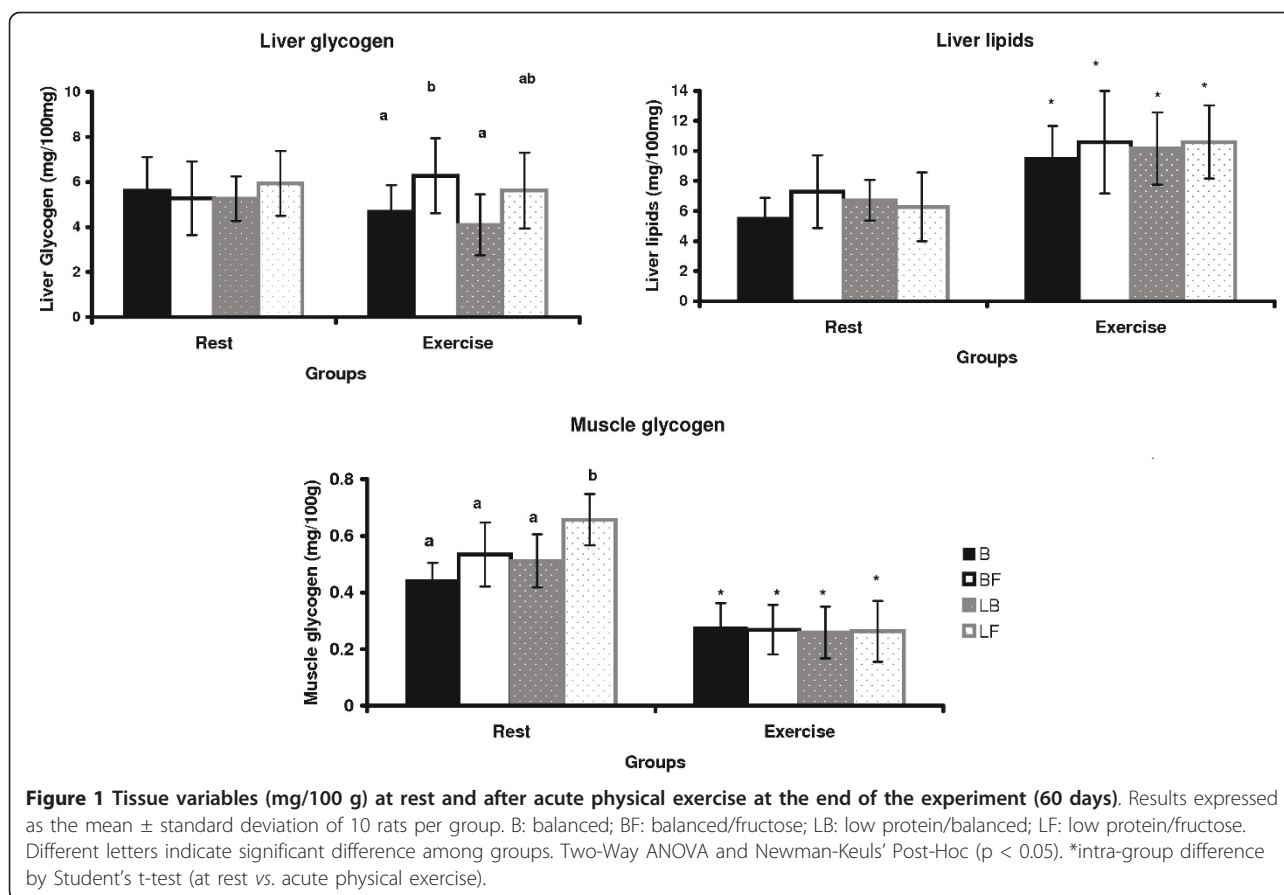 Liver glycogen
Liver Glycogen (mg/100mg)
10
8
6
4
2
0
a
b
a
ab
Rest
Exercise
Groups
Liver lipids
Liver lipids (mg/100mg)
14
12
10
8
6
4
2
0
*
*
*
*
Rest
Exercise
Groups
Muscle glycogen
Muscle glycogen (mg/100g)
0.8
0.6
0.4
0.2
0
a
a
a
b
*
*
*
*
Rest
Exercise
Groups
B
BF
LB
LF
Figure 1 Tissue variables (mg/100 g) at rest and after acute physical exercise at the end of the experiment (60 days). Results expressed
as the mean ± standard deviation of 10 rats per group. B: balanced; BF: balanced/fructose; LB: low protein/balanced; LF: low protein/fructose.
Different letters indicate significant difference among groups. Two-Way ANOVA and Newman-Keuls' Post-Hoc (p < 0.05). *intra-group difference
by Student's t-test (at rest vs. acute physical exercise).